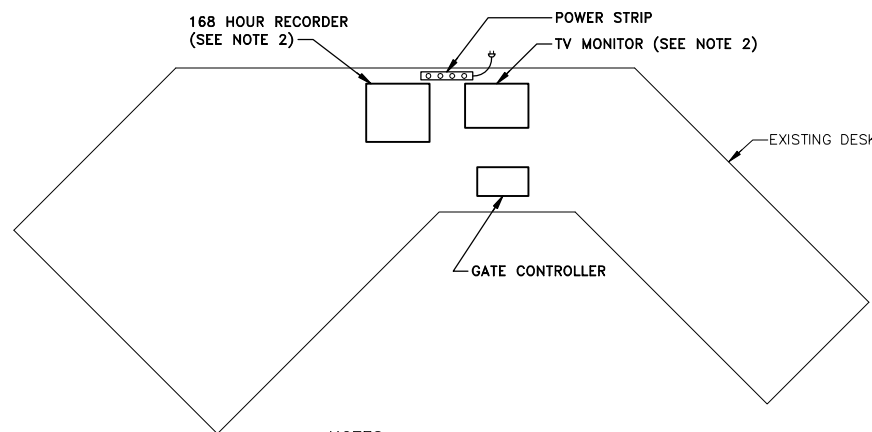 168 HOUR RECORDER
(SEE NOTE 2)
POWER STRIP
TV MONITOR (SEE NOTE 2)
EXISTING DESK
GATE CONTROLLER